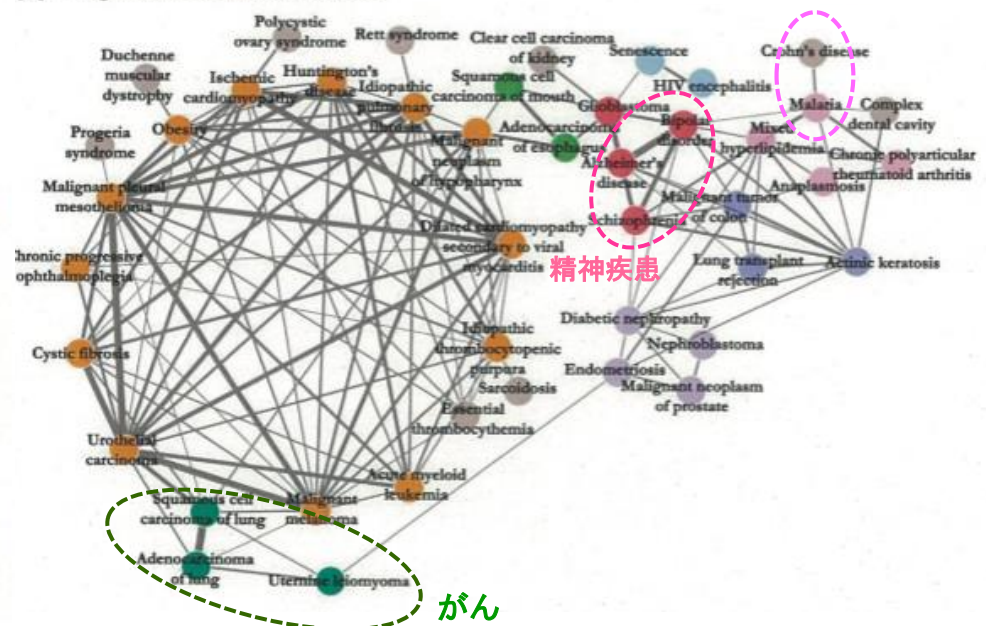 Polycystic
ovary syndrome
Rett syndrome
Clear cell carcinoma
of kidney
Senescence
Crohn's disease
Duchenne
muscular
dystrophy
Ischemic
cardiomyopathy
Huntington's
disease
Idiopathic
pulmonary
fibrosis
Squamous cell
carcinoma of mouth
HIV encephalitis
Glioblastoma
Malaria
Complex
dental cavity
Progeria
syndrome
Obesity
Malignant
neoplasm
of hypopharynx
Adenocarcinoma
of esophagus
Bipolar
disorder
Mixed
hyperlipidemia
Chronic polyarticular
rheumatoid arthritis
Alzheimer's
disease
Anaplasmosis
Malignant pleural
mesothelioma
Malignant tumor
of colon
Schizophrenia
Dilated cardiomyopathy
secondary to viral
myocarditis
hronic progressive
ophthalmoplegia
精神疾患
Lung transplant
rejection
Actinic keratosis
Diabetic nephropathy
Idiopathic
thrombocytopenic
purpura
Nephroblastoma
Cystic fibrosis
Endometriosis
Sarcoidosis
Malignant neoplasm
of prostate
Essential
thrombocythemia
Urothelial
carcinoma
Acute myeloid
leukemia
Squamous cell
carcinoma of lung
Malignant
melanoma
Adenocarcinoma
of lung
Uternine leiomyoma
がん